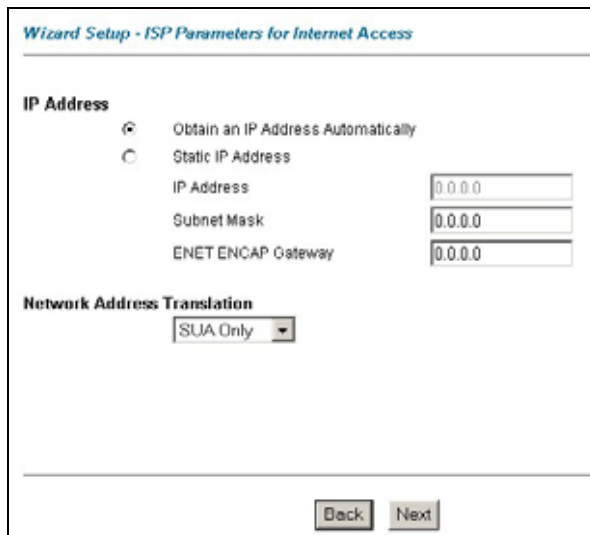 Wizard Setup - ISP Parameters for Internet Access
IP Address
Obtain an IP Address Automatically
Static IP Address
IP Address 0.0.0.0
Subnet Mask 0.0.0.0
ENET ENCAP Gateway 0.0.0.0
Network Address Translation
SUA Only
Back Next